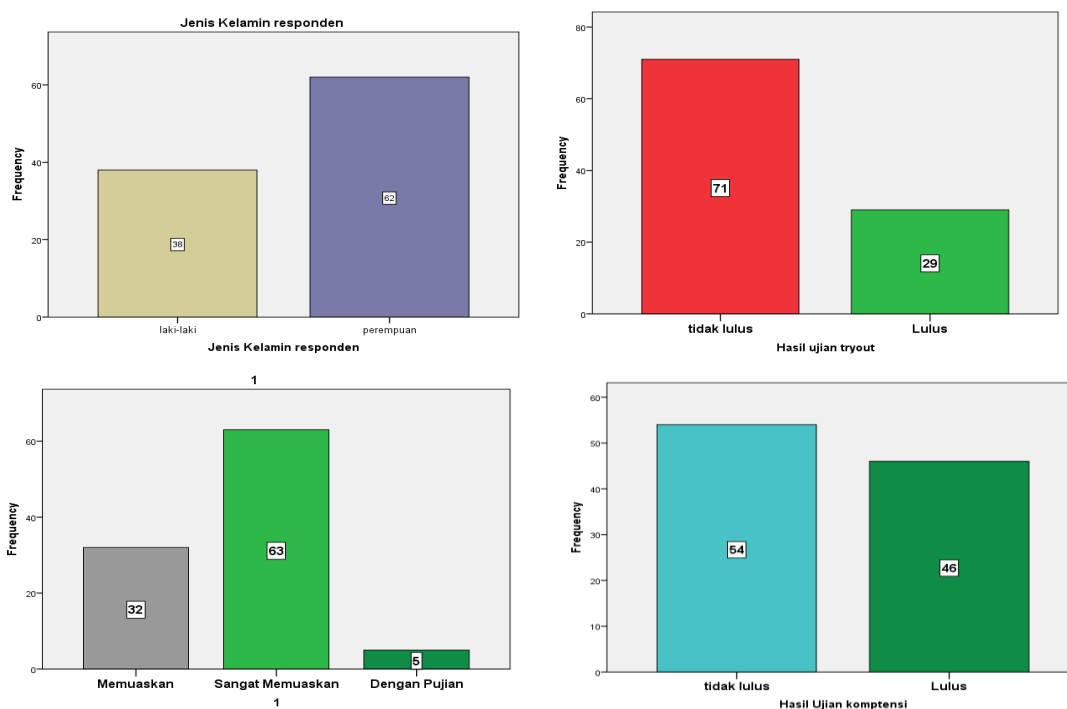 Jenis Kelamin responden
Frequency
60
40
20
0
38
62
laki-laki
perempuan
Jenis Kelamin responden
Frequency
80
60
40
20
0
71
29
tidak lulus
Lulus
Hasil ujian tryout
1
Frequency
60
40
20
0
32
63
5
Memuaskan
Sangat Memuaskan
Dengan Pujian
1
Frequency
60
50
40
30
20
10
0
54
46
tidak lulus
Lulus
Hasil Ujian komptensi